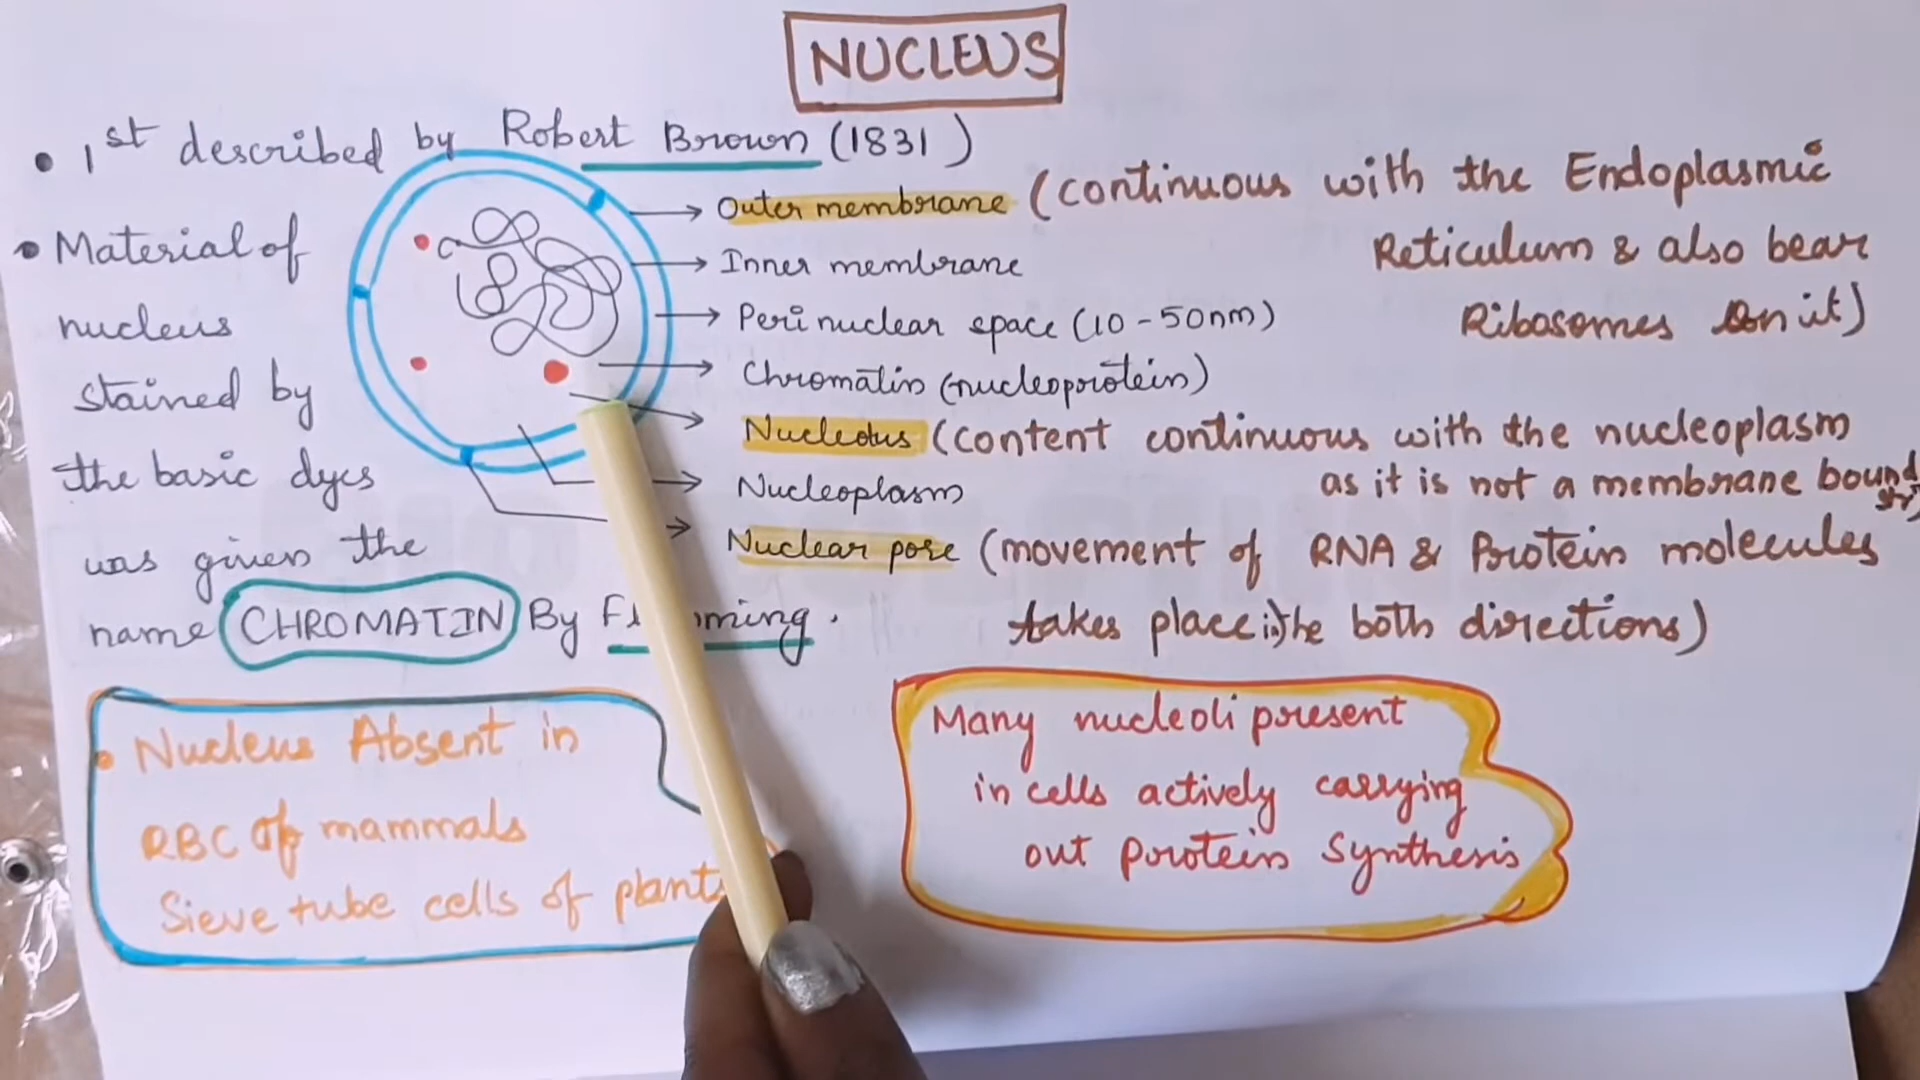 NUCLEUS
• 1st described by Robert Brown (1831)
• Material of
nucleus
stained by
the basic dyes
was given the
name CHROMATIN By Fl ming.
Outer membrane (continuous with the Endoplasmic
Reticulum & also bear
Ribosomes on it)
Inner membrane
Perinuclear space (10-50nm)
Chromatin (nucleoprotein)
Nucleolus (content continuous with the nucleoplasm
as it is not a membrane bound
str)
Nucleoplasm
Nuclear pore (movement of RNA & Protein molecules
takes place in the both directions)
• Nucleus Absent in
RBC of mammals
Sieve tube cells of plants
Many nucleoli present
in cells actively carrying
out protein synthesis